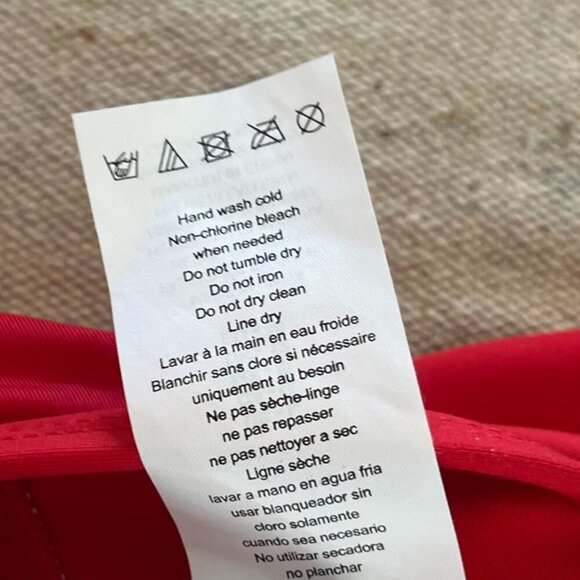 Hand wash cold
Non-chlorine bleach
when needed
Do not tumble dry
Do not iron
Do not dry clean
Line dry
Lavar à la main en eau froide
Blanchir sans clore si nécessaire
uniquement au besoin
Ne pas sèche-linge
ne pas repasser
ne pas nettoyer a sec
Ligne sèche
lavar a mano en agua fria
usar blanqueador sin
cloro solamente
cuando sea necesario
No utilizar secadora
no planchar